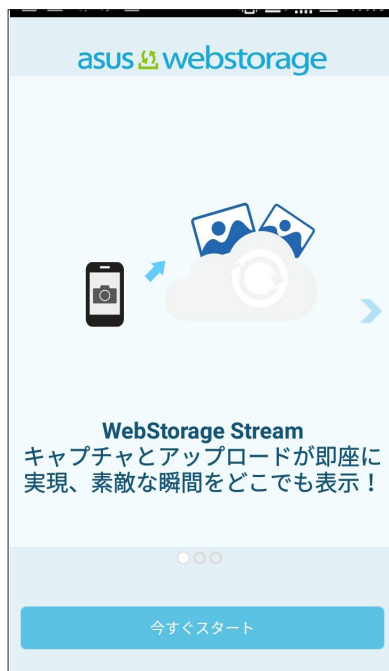 asus webstorage
WebStorage Stream
キャプチャとアップロードが即座に
実現、素敵な瞬間をどこでも表示！
今すぐスタート